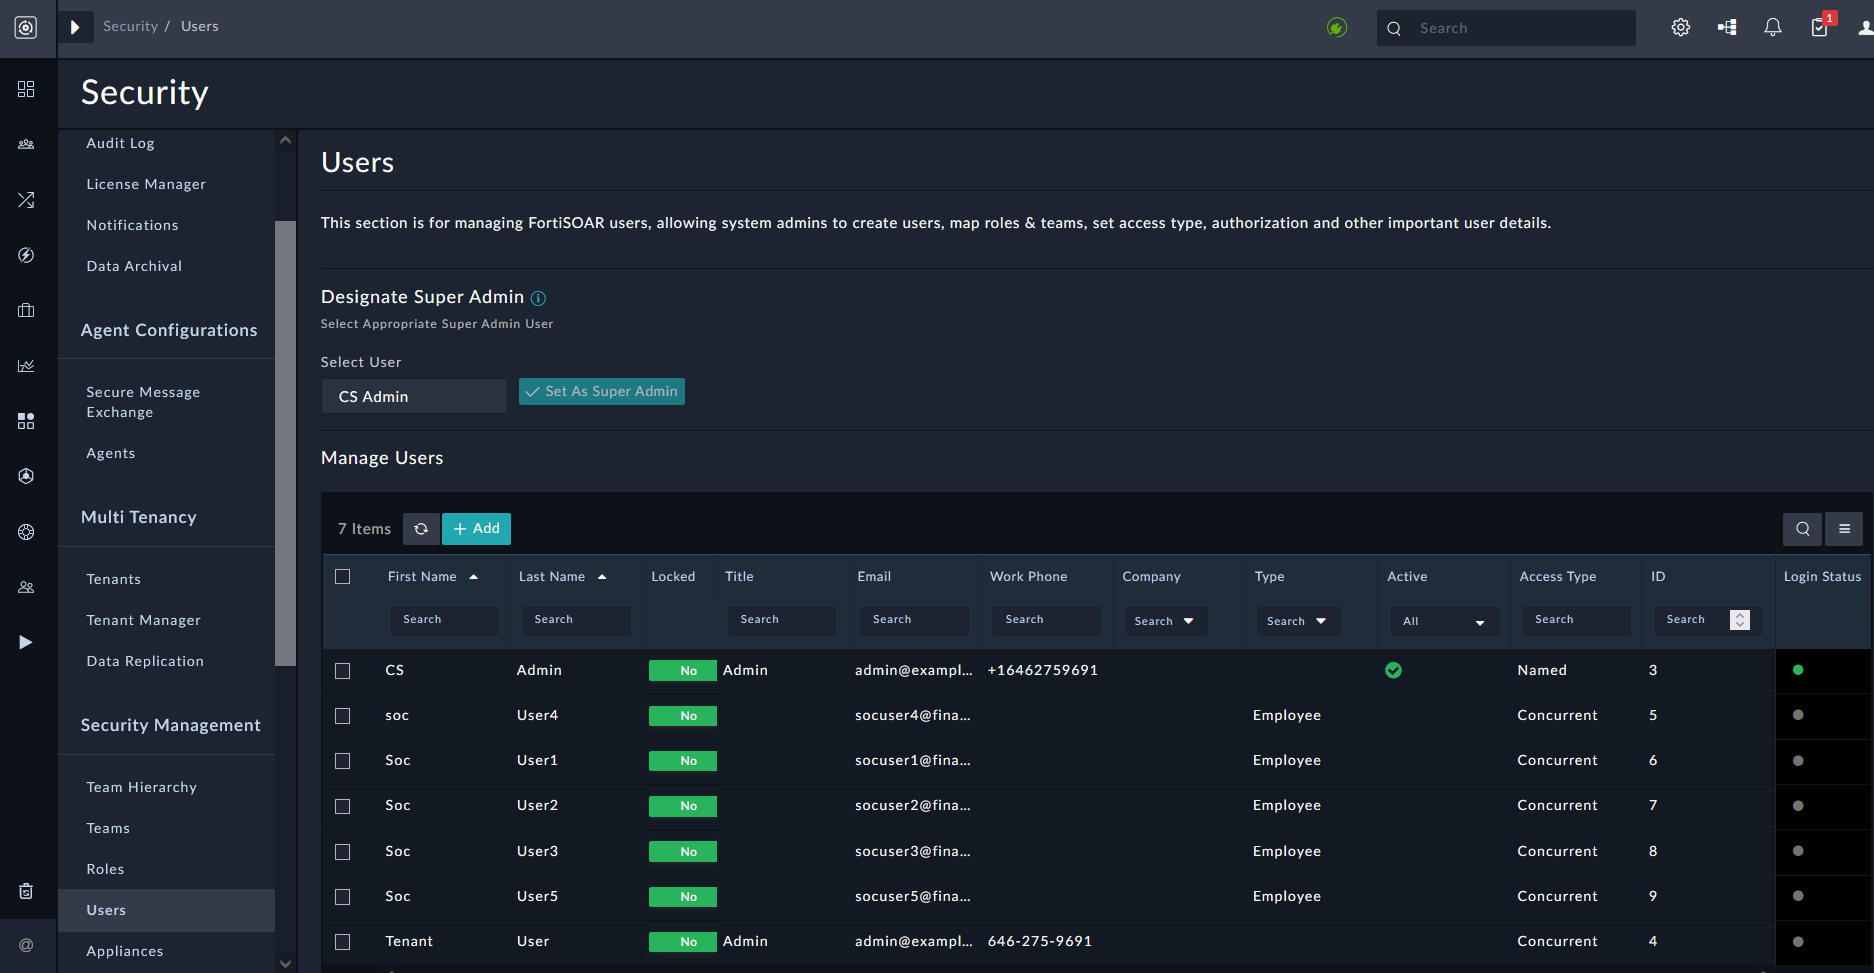 Security / Users
Search
1
Security
Audit Log
License Manager
Notifications
Data Archival
Agent Configurations
Secure Message
Exchange
Agents
Multi Tenancy
Tenants
Tenant Manager
Data Replication
Security Management
Team Hierarchy
Teams
Roles
Users
Appliances
@
Users
This section is for managing FortiSOAR users, allowing system admins to create users, map roles & teams, set access type, authorization and other important user details.
Designate Super Admin
Select Appropriate Super Admin User
Select User
CS Admin
Set As Super Admin
Manage Users
7 Items + Add
First Name Last Name Locked Title Email Work Phone Company Type Active Access Type ID Login Status
Search Search Search Search Search Search Search All Search Search
CS Admin No Admin admin@exampl... +16462759691 Named 3
soc User4 No socuser4@fina... Employee Concurrent 5
Soc User1 No socuser1@fina... Employee Concurrent 6
Soc User2 No socuser2@fina... Employee Concurrent 7
Soc User3 No socuser3@fina... Employee Concurrent 8
Soc User5 No socuser5@fina... Employee Concurrent 9
Tenant User No Admin admin@exampl... 646-275-9691 Concurrent 4